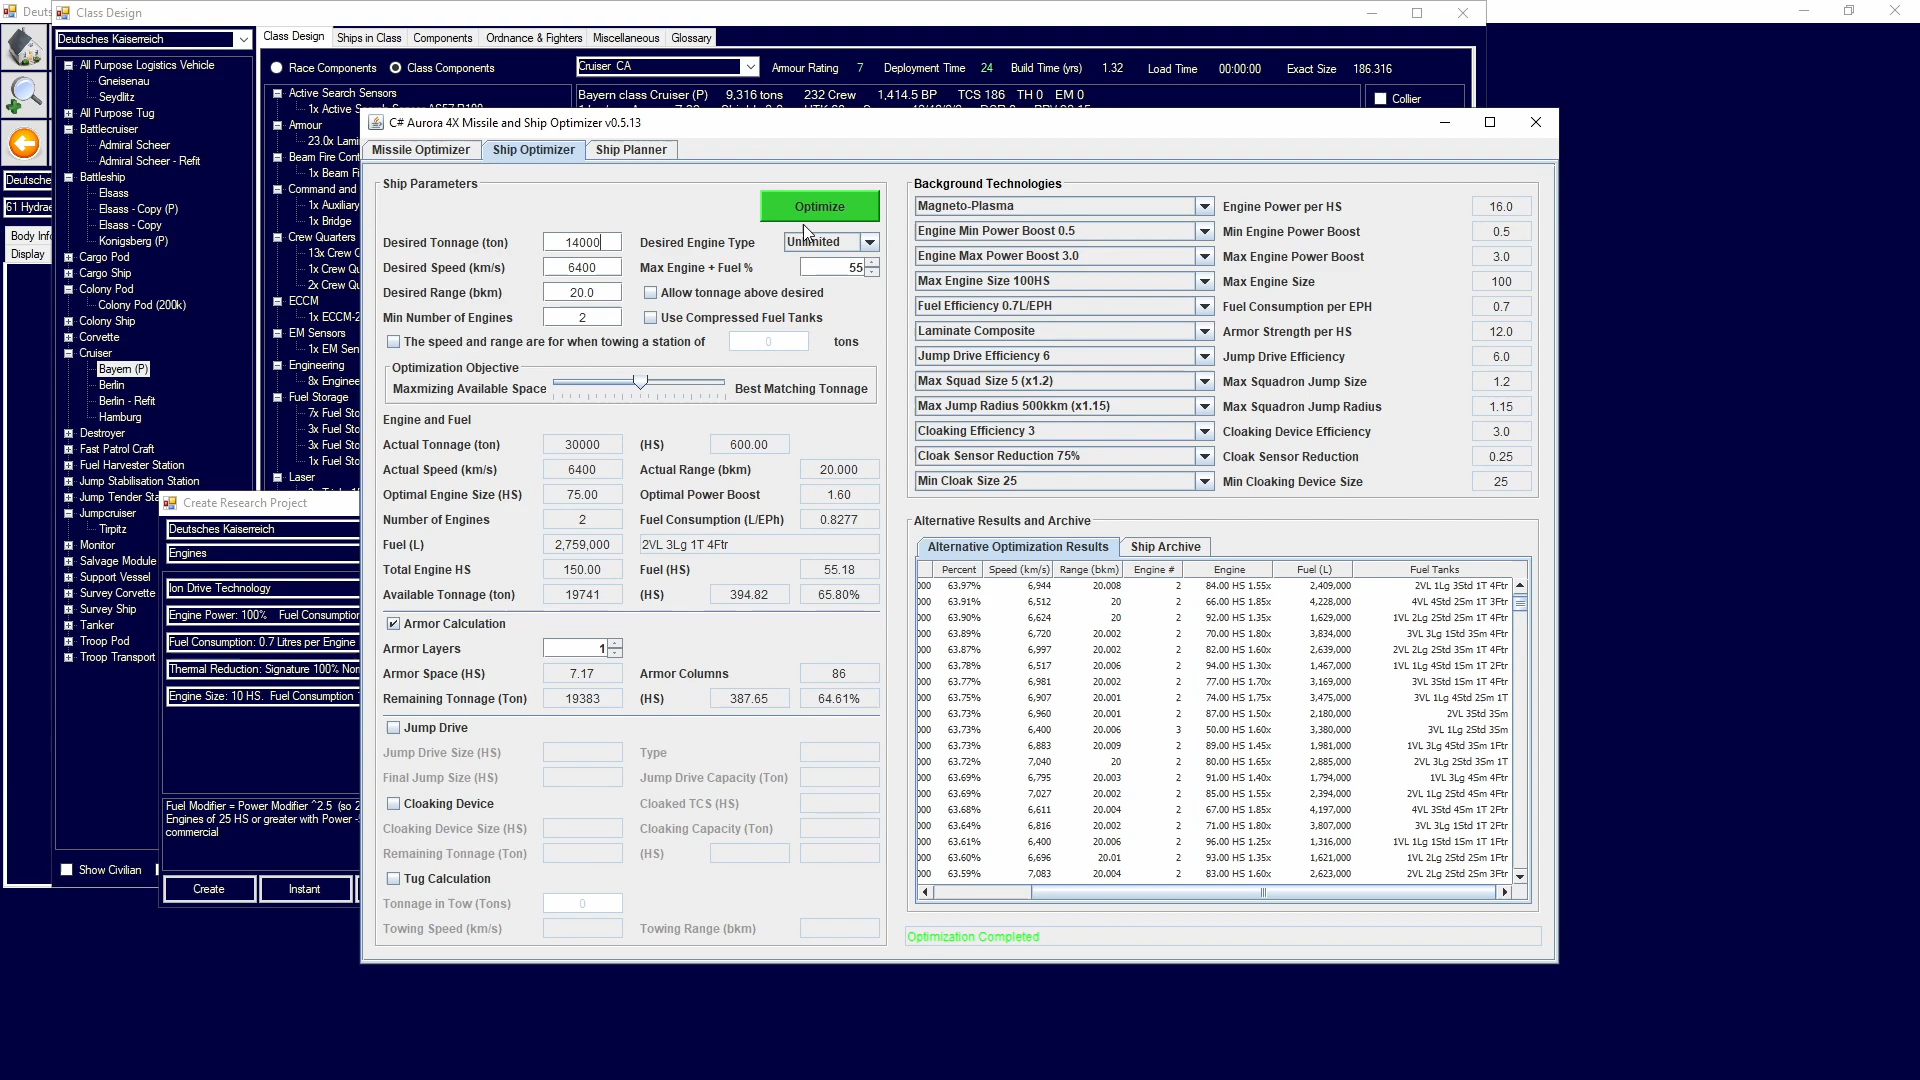 Deuts
Class Design
Deutsches Kaiserreich
Class Design
Ships in Class
Components
Ordnance & Fighters
Miscellaneous
Glossary
Race Components
Class Components
Cruiser CA
Armour Rating 7
Deployment Time 24
Build Time (yrs) 1.32
Load Time 00:00:00
Exact Size 186.316
Bayern class Cruiser (P) 9,316 tons 232 Crew 1,414.5 BP TCS 186 TH 0 EM 0
Collier
Deutsche
61 Hydrae
Body Info
Display
All Purpose Logistics Vehicle
Gneisenau
Seydlitz
All Purpose Tug
Battlecruiser
Admiral Scheer
Admiral Scheer - Refit
Battleship
Elsass
Elsass - Copy (P)
Elsass - Copy
Konigsberg (P)
Cargo Pod
Cargo Ship
Colony Pod
Colony Pod (200k)
Colony Ship
Corvette
Cruiser
Bayern (P)
Berlin
Berlin - Refit
Hamburg
Destroyer
Fast Patrol Craft
Fuel Harvester Station
Jump Stabilisation Station
Jump Tender Sta
Jumpcruiser
Tirpitz
Monitor
Salvage Module
Support Vessel
Survey Corvette
Survey Ship
Tanker
Troop Pod
Troop Transport
Show Civilian
Active Search Sensors
1x Active Search Sensor AS57-R100
Armour
23.0x Lami
Beam Fire Cont
1x Beam Fi
Command and
1x Auxiliary
1x Bridge
Crew Quarters
13x Crew Q
1x Crew Qu
2x Crew Qu
ECCM
1x ECCM-2
EM Sensors
1x EM Sen
Engineering
8x Enginee
Fuel Storage
7x Fuel Sto
3x Fuel Sto
3x Fuel Sto
1x Fuel Sto
Laser
Create Research Project
Deutsches Kaiserreich
Engines
Ion Drive Technology
Engine Power: 100% Fuel Consumption
Fuel Consumption: 0.7 Litres per Engine
Thermal Reduction: Signature 100% Nor
Engine Size: 10 HS. Fuel Consumption
Fuel Modifier = Power Modifier ^2.5 (so 2
Engines of 25 HS or greater with Power
commercial
Create
Instant
C# Aurora 4X Missile and Ship Optimizer v0.5.13
Missile Optimizer
Ship Optimizer
Ship Planner
Ship Parameters
Optimize
Desired Tonnage (ton) 14000 Desired Engine Type Unlimited
Desired Speed (km/s) 6400 Max Engine + Fuel % 55
Desired Range (bkm) 20.0 Allow tonnage above desired
Min Number of Engines 2 Use Compressed Fuel Tanks
The speed and range are for when towing a station of 0 tons
Optimization Objective
Maxmizing Available Space Best Matching Tonnage
Engine and Fuel
Actual Tonnage (ton) 30000 (HS) 600.00
Actual Speed (km/s) 6400 Actual Range (bkm) 20.000
Optimal Engine Size (HS) 75.00 Optimal Power Boost 1.60
Number of Engines 2 Fuel Consumption (L/EPh) 0.8277
Fuel (L) 2,759,000 2VL 3Lg 1T 4Ftr
Total Engine HS 150.00 Fuel (HS) 55.18
Available Tonnage (ton) 19741 (HS) 394.82 65.80%
Armor Calculation
Armor Layers 1
Armor Space (HS) 7.17 Armor Columns 86
Remaining Tonnage (Ton) 19383 (HS) 387.65 64.61%
Jump Drive
Jump Drive Size (HS) Type
Final Jump Size (HS) Jump Drive Capacity (Ton)
Cloaking Device Cloaked TCS (HS)
Cloaking Device Size (HS) Cloaking Capacity (Ton)
Remaining Tonnage (Ton) (HS)
Tug Calculation
Tonnage in Tow (Tons) 0
Towing Speed (km/s) Towing Range (bkm)
Background Technologies
Magneto-Plasma Engine Power per HS 16.0
Engine Min Power Boost 0.5 Min Engine Power Boost 0.5
Engine Max Power Boost 3.0 Max Engine Power Boost 3.0
Max Engine Size 100HS Max Engine Size 100
Fuel Efficiency 0.7L/EPH Fuel Consumption per EPH 0.7
Laminate Composite Armor Strength per HS 12.0
Jump Drive Efficiency 6 Jump Drive Efficiency 6.0
Max Squad Size 5 (x1.2) Max Squadron Jump Size 1.2
Max Jump Radius 500kkm (x1.15) Max Squadron Jump Radius 1.15
Cloaking Efficiency 3 Cloaking Device Efficiency 3.0
Cloak Sensor Reduction 75% Cloak Sensor Reduction 0.25
Min Cloak Size 25 Min Cloaking Device Size 25
Alternative Results and Archive
Alternative Optimization Results
Ship Archive
Percent Speed (km/s) Range (bkm) Engine # Engine Fuel (L) Fuel Tanks
000 63.97% 6,944 20.008 2 84.00 HS 1.55x 2,409,000 2VL 1Lg 3Std 1T 4Ftr
000 63.91% 6,512 20 2 66.00 HS 1.85x 4,228,000 4VL 4Std 2Sm 1T 3Ftr
000 63.90% 6,624 20 2 92.00 HS 1.35x 1,629,000 1VL 2Lg 2Std 2Sm 1T 4Ftr
000 63.89% 6,720 20.002 2 70.00 HS 1.80x 3,834,000 3VL 3Lg 1Std 3Sm 4Ftr
000 63.87% 6,997 20.002 2 82.00 HS 1.60x 2,639,000 2VL 2Lg 2Std 3Sm 1T 4Ftr
000 63.78% 6,517 20.006 2 94.00 HS 1.30x 1,467,000 1VL 1Lg 4Std 1Sm 1T 2Ftr
000 63.77% 6,981 20.002 2 77.00 HS 1.70x 3,169,000 3VL 3Std 1Sm 1T 4Ftr
000 63.75% 6,907 20.001 2 74.00 HS 1.75x 3,475,000 3VL 1Lg 4Std 2Sm 1T
000 63.73% 6,960 20.001 2 87.00 HS 1.50x 2,180,000 2VL 3Std 3Sm
000 63.73% 6,400 20.006 3 50.00 HS 1.60x 3,380,000 3VL 1Lg 2Std 3Sm
000 63.73% 6,883 20.009 2 89.00 HS 1.45x 1,981,000 1VL 3Lg 4Std 3Sm 1Ftr
000 63.72% 7,040 20 2 80.00 HS 1.65x 2,885,000 2VL 3Lg 2Std 3Sm 1T
000 63.69% 6,795 20.003 2 91.00 HS 1.40x 1,794,000 1VL 3Lg 4Sm 4Ftr
000 63.69% 7,027 20.002 2 85.00 HS 1.55x 2,394,000 2VL 1Lg 2Std 4Sm 4Ftr
000 63.68% 6,611 20.004 2 67.00 HS 1.85x 4,197,000 4VL 3Std 4Sm 1T 2Ftr
000 63.64% 6,816 20.002 2 71.00 HS 1.80x 3,807,000 3VL 3Lg 1Std 1T 2Ftr
000 63.61% 6,400 20.006 2 96.00 HS 1.25x 1,316,000 1VL 1Lg 1Std 1Sm 1T 1Ftr
000 63.60% 6,696 20.01 2 93.00 HS 1.35x 1,621,000 1VL 2Lg 2Std 2Sm 1Ftr
000 63.59% 7,083 20.004 2 83.00 HS 1.60x 2,623,000 2VL 2Lg 2Std 2Sm 3Ftr
Optimization Completed